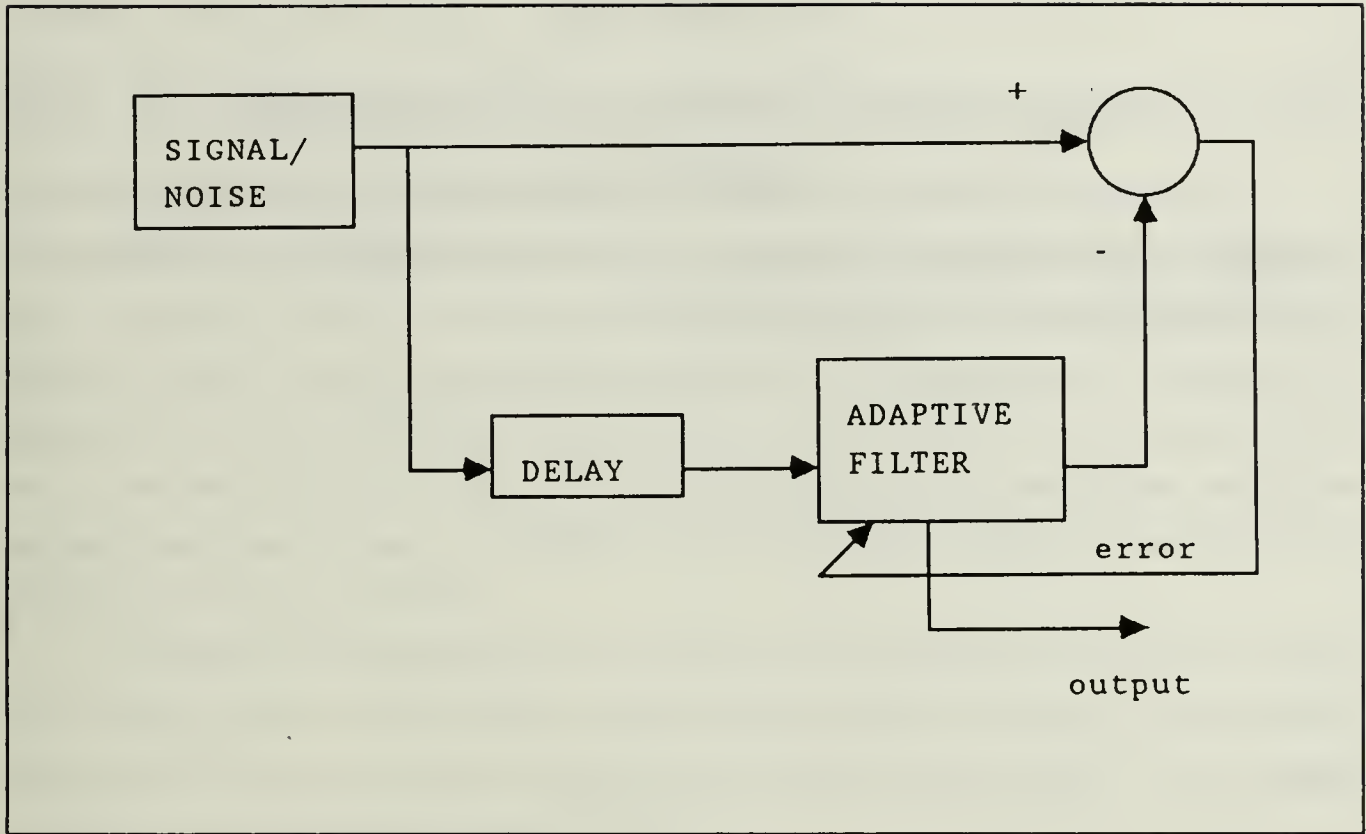 +
SIGNAL/
NOISE
-
ADAPTIVE
FILTER
DELAY
error
output